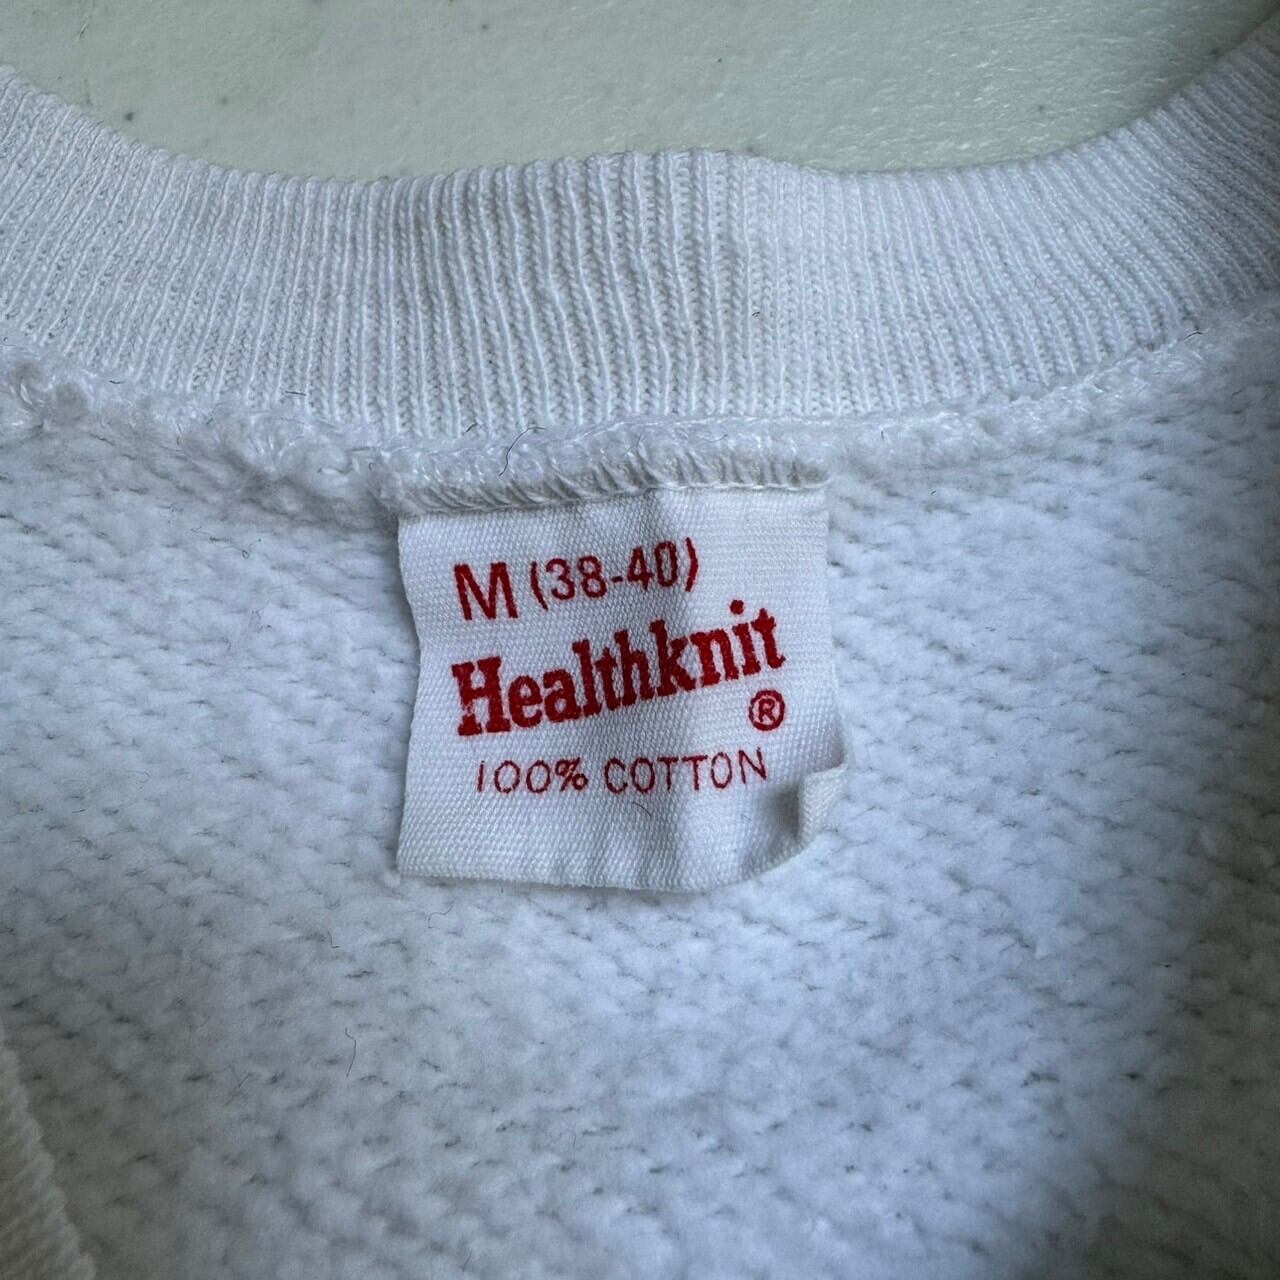 M (38-40)
Healthknit
®
100% COTTON